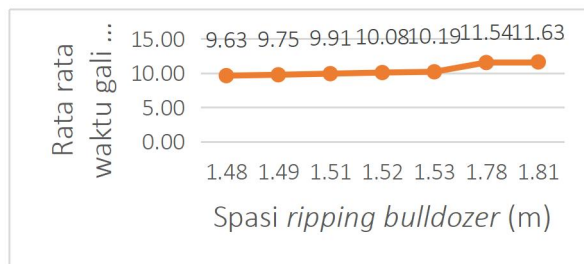 Rata rata
waktu gali ...
15.00
10.00
5.00
0.00
9.63 9.75 9.91 10.08 10.19 11.54 11.63
1.48 1.49 1.51 1.52 1.53 1.78 1.81
Spasi ripping bulldozer (m)